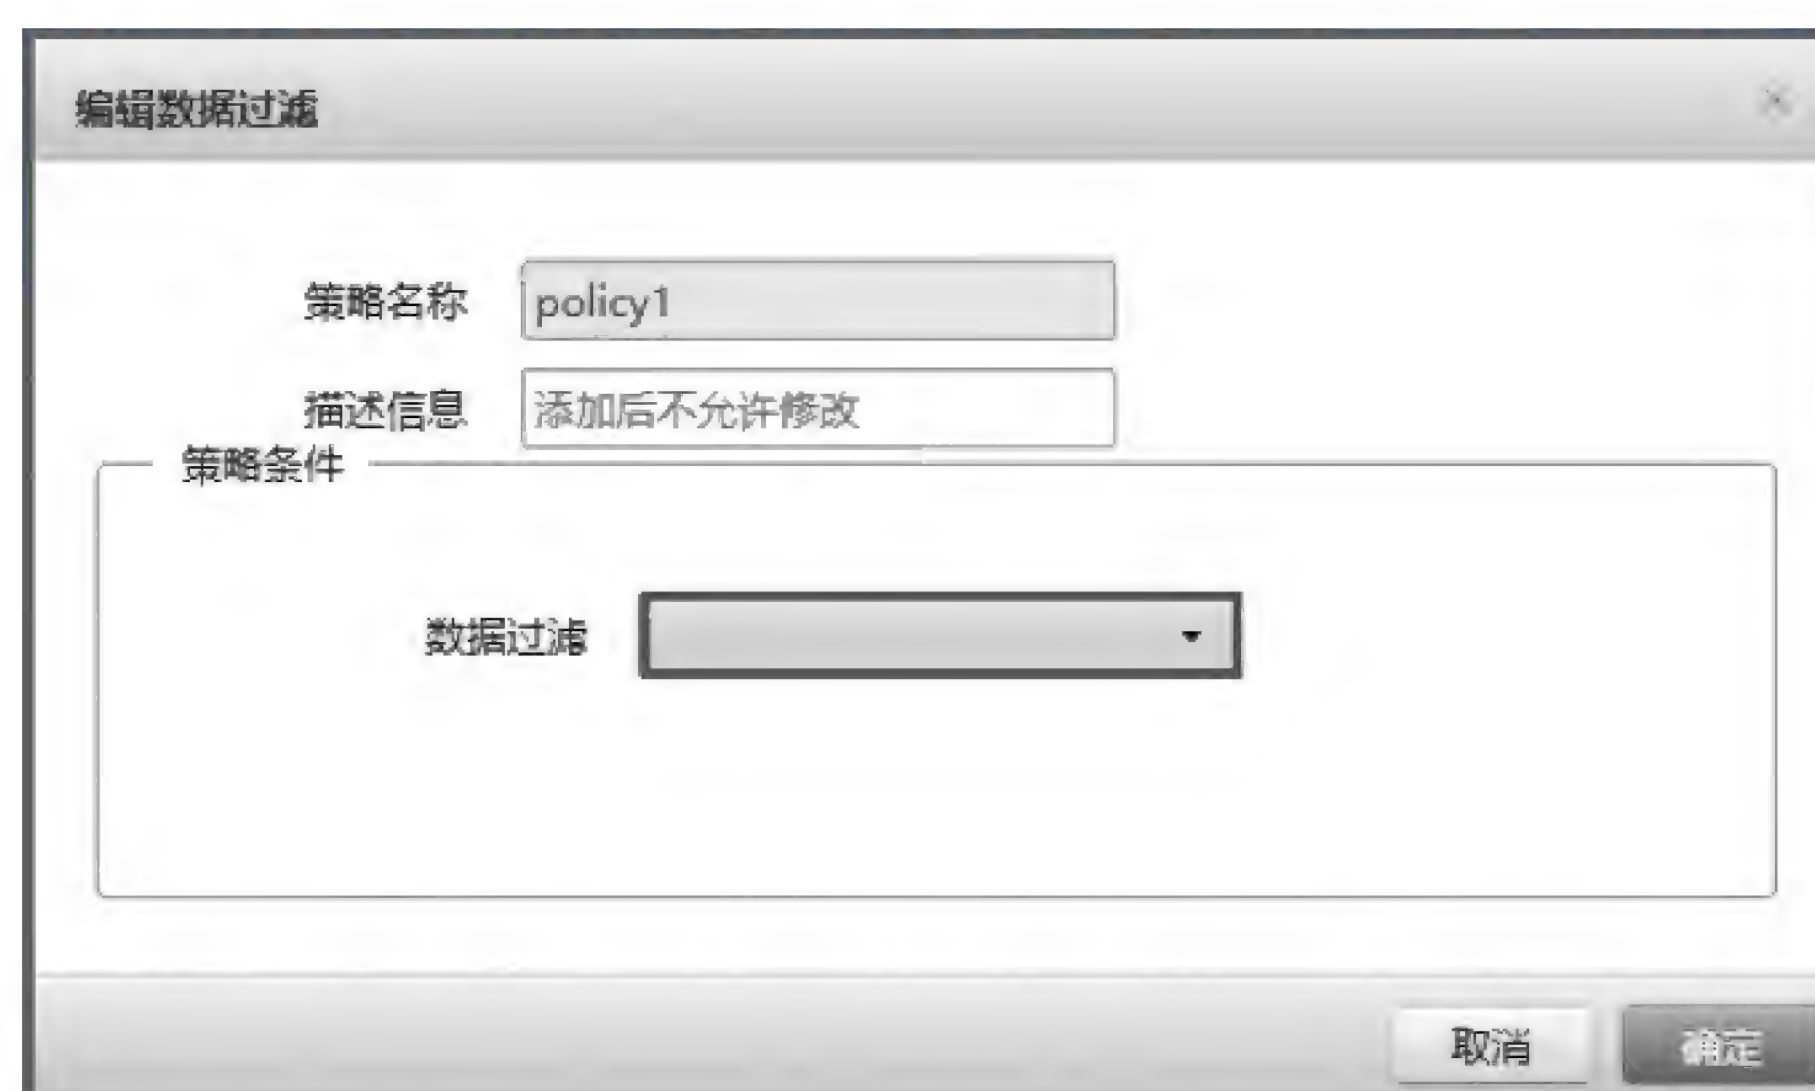 编辑数据过滤
策略名称 policy1
描述信息 添加后不允许修改
策略条件
数据过滤
取消 确定